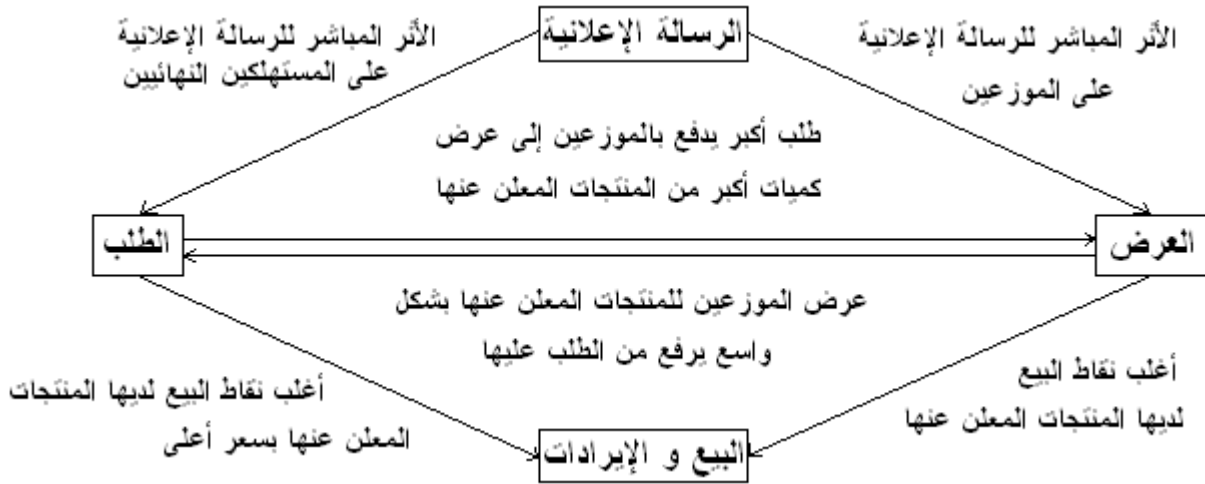 الرسالة الإعلانية
الأثر المباشر للرسالة الإعلانية
على الموزعين
الأثر المباشر للرسالة الإعلانية
على المستهلكين النهائيين
طلب أكبر يدفع بالموزعين إلى عرض
كميات أكبر من المنتجات المعلن عنها
العرض
الطلب
عرض الموزعين للمنتجات المعلن عنها بشكل
واسع يرفع من الطلب عليها
أغلب نقاط البيع
لديها المنتجات المعلن عنها
أغلب نقاط البيع لديها المنتجات
المعلن عنها بسعر أعلى
البيع و الإيرادات